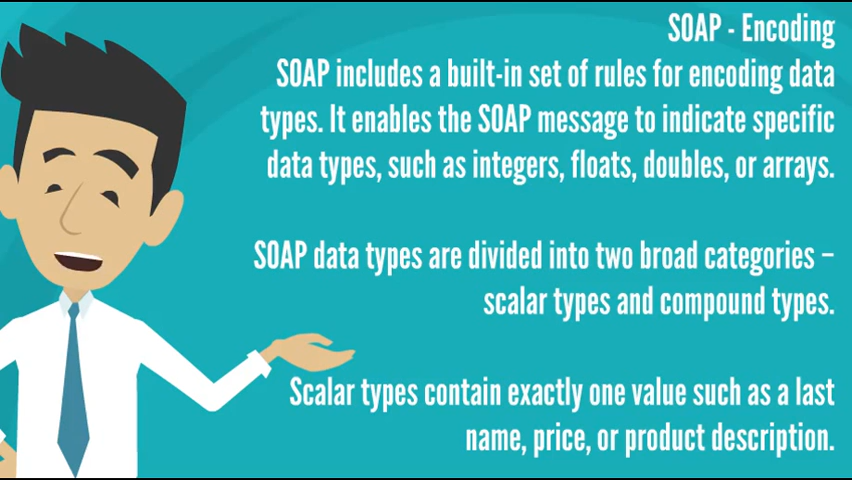 SOAP - Encoding
SOAP includes a built-in set of rules for encoding data
types. It enables the SOAP message to indicate specific
data types, such as integers, floats, doubles, or arrays.
SOAP data types are divided into two broad categories –
scalar types and compound types.
Scalar types contain exactly one value such as a last
name, price, or product description.